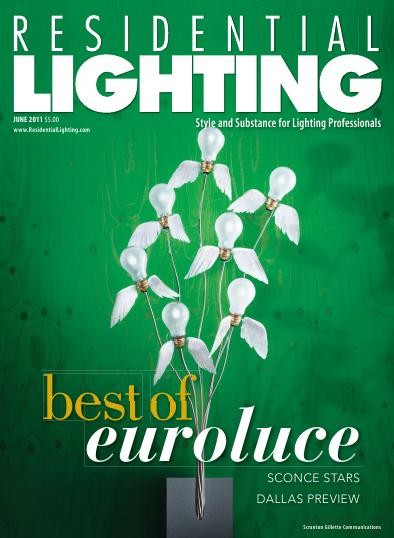 RESIDENTIAL
LIGHTING
JUNE 2011 $5.00
www.ResidentialLighting.com
Style and Substance for Lighting Professionals
best of
euroluce
SCONCE STARS
DALLAS PREVIEW
Scranton Gillette Communications